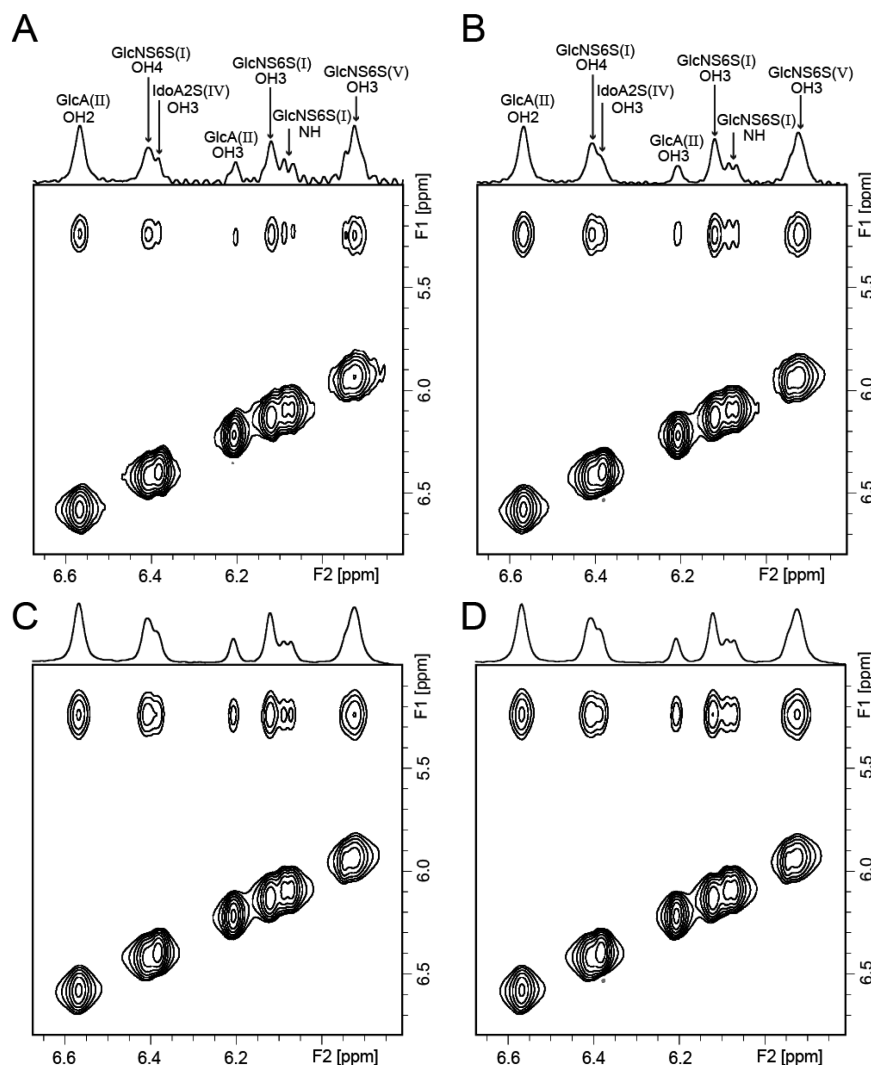 A
GlcA(II)
OH2
GlcNS6S(I)
OH4
IdoA2S(IV)
OH3
GlcA(II)
OH3
GlcNS6S(I)
OH3
GlcNS6S(I)
NH
GlcNS6S(V)
OH3
F1 [ppm]
5.5
6.0
6.5
6.6
6.4
6.2
F2 [ppm]
B
GlcA(II)
OH2
GlcNS6S(I)
OH4
IdoA2S(IV)
OH3
GlcA(II)
OH3
GlcNS6S(I)
OH3
GlcNS6S(I)
NH
GlcNS6S(V)
OH3
F1 [ppm]
5.5
6.0
6.5
6.6
6.4
6.2
F2 [ppm]
C
F1 [ppm]
5.5
6.0
6.5
6.6
6.4
6.2
F2 [ppm]
D
F1 [ppm]
5.5
6.0
6.5
6.6
6.4
6.2
F2 [ppm]